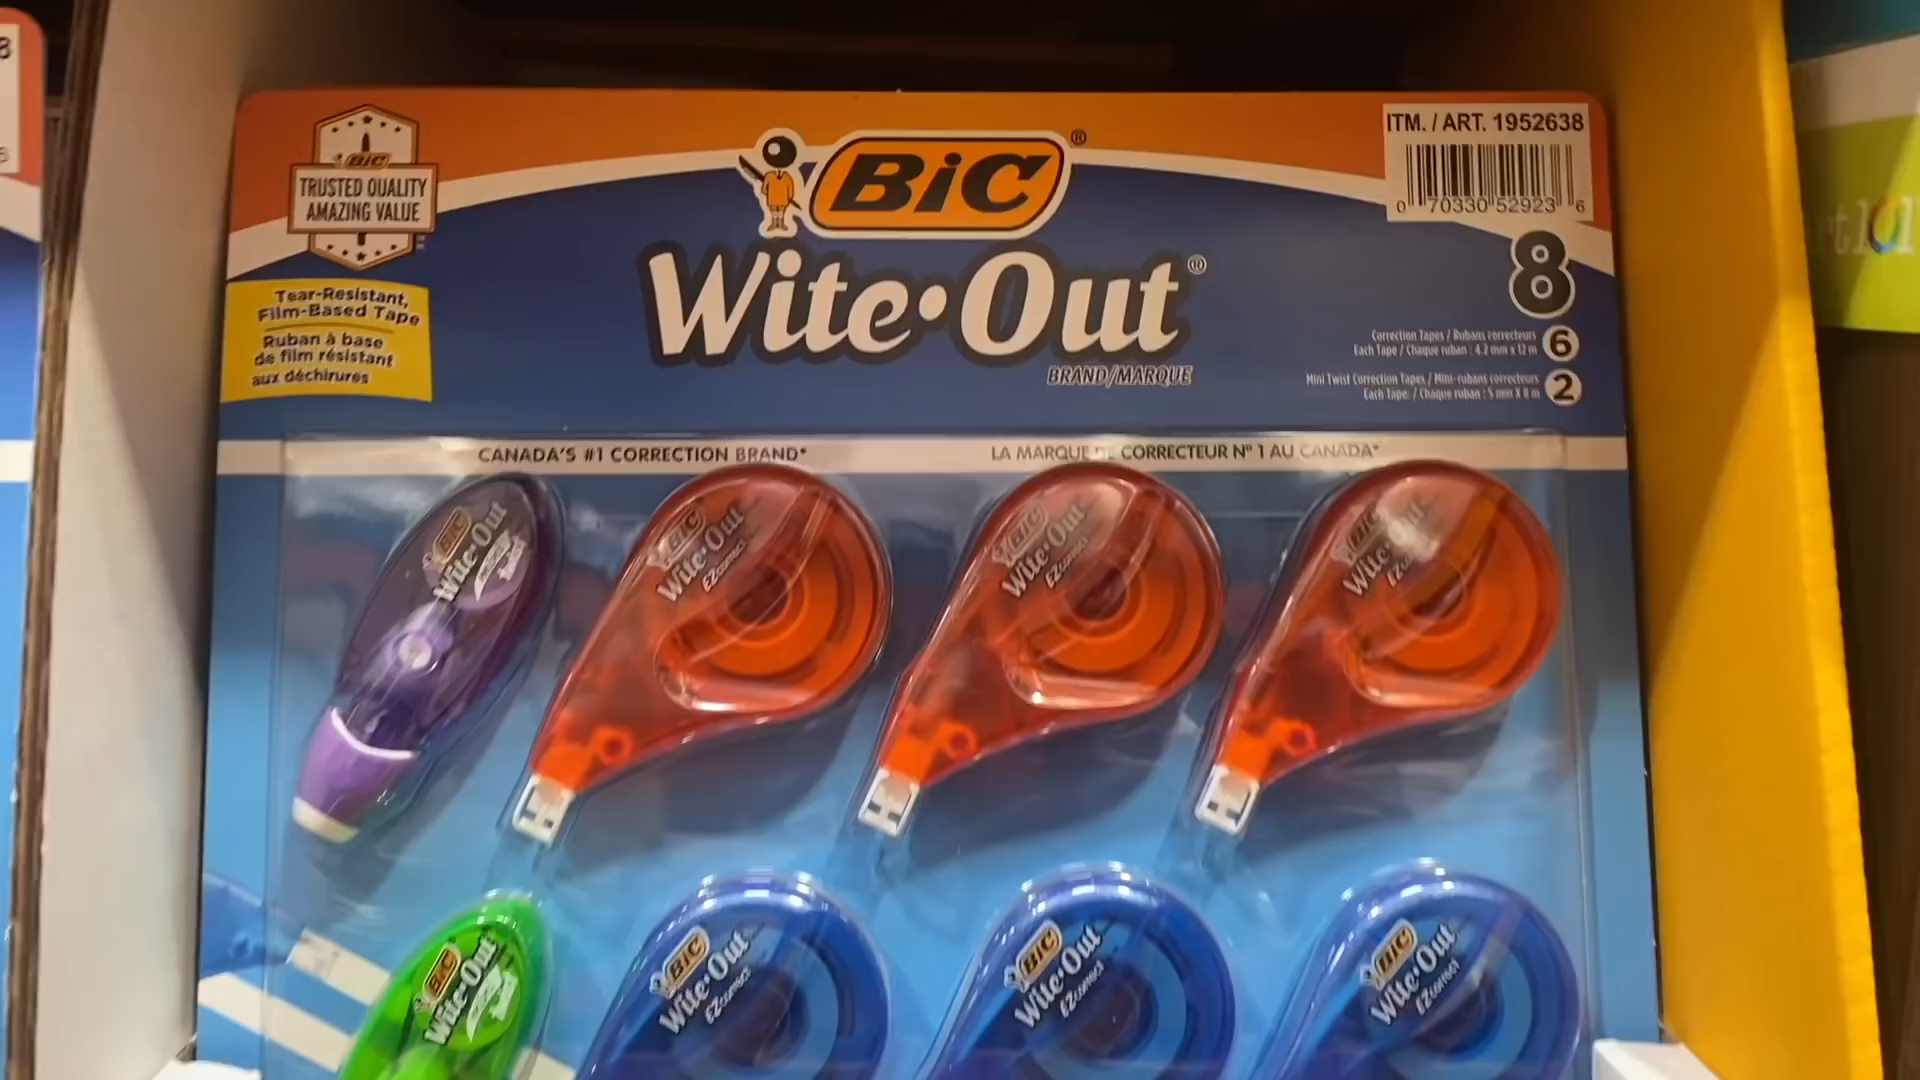 BiC
TRUSTED QUALITY
AMAZING VALUE
BiC®
Wite•Out®
BRAND/MARQUE
ITM. / ART. 1952638
0 70330 52923 6
Tear-Resistant,
Film-Based Tape
Ruban à base
de film résistant
aux déchirures
8
Correction Tapes / Rubans correcteurs
Each Tape / Chaque ruban : 4.2 mm x 12 m
6
Mini Twist Correction Tapes / Mini-rubans correcteurs
Each Tape: / Chaque ruban : 5 mm X 8 m
2
CANADA'S #1 CORRECTION BRAND*
LA MARQUE DE CORRECTEUR Nº 1 AU CANADA*
BiC
Wite•Out
BiC
Wite•Out
EZcorrect
BiC
Wite•Out
EZcorrect
BiC
Wite•Out
EZcorrect
BiC
Wite•Out
BiC
Wite•Out
EZcorrect
BiC
Wite•Out
EZcorrect
BiC
Wite•Out
EZcorrect